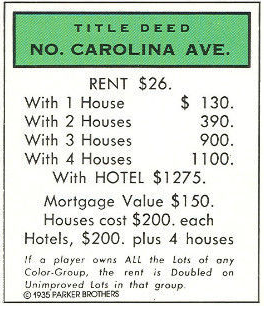 TITLE DEED
NO. CAROLINA AVE.
RENT $26.
With 1 House $ 130.
With 2 Houses 390.
With 3 Houses 900.
With 4 Houses 1100.
With HOTEL $1275.
Mortgage Value $150.
Houses cost $200. each
Hotels, $200. plus 4 houses
If a player owns ALL the Lots of any
Color-Group, the rent is Doubled on
Unimproved Lots in that group.
© 1935 PARKER BROTHERS